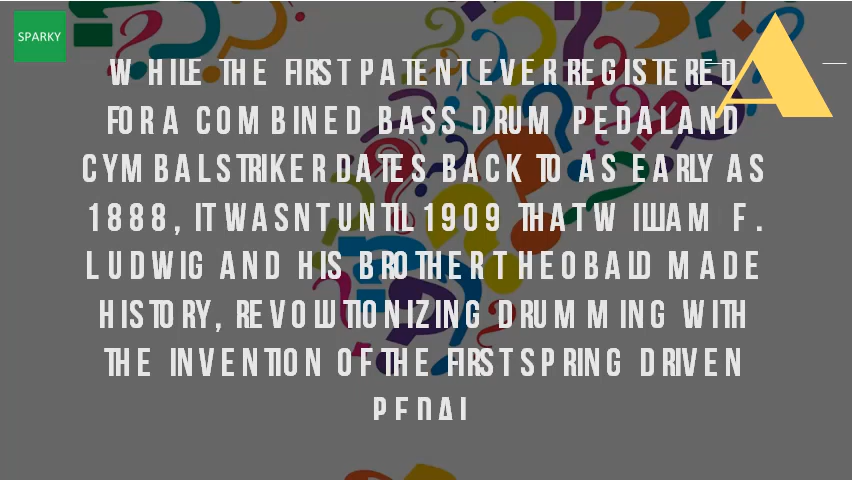 SPARKY
A
WHILE THE FIRST PATENT EVER REGISTERED
FOR A COMBINED BASS DRUM PEDAL AND
CYMBAL STRIKER DATES BACK TO AS EARLY AS
1888, IT WASNT UNTIL 1909 THAT WILLIAM F.
LUDWIG AND HIS BROTHER THEOBALD MADE
HISTORY, REVOLUTIONIZING DRUMMING WITH
THE INVENTION OF THE FIRST SPRING DRIVEN
PEDAL